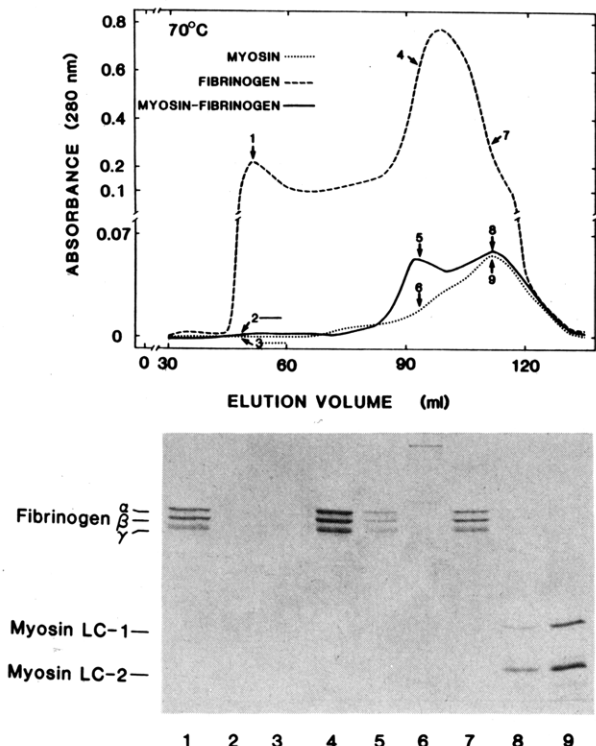 70°C
MYOSIN
FIBRINOGEN
MYOSIN-FIBRINOGEN
ABSORBANCE (280 nm)
0.8
0.6
0.4
0.2
0.1
0.07
0
1
4
7
5
8
6
9
2
3
0 30 60 90 120
ELUTION VOLUME (ml)
Fibrinogen α β γ
Myosin LC-1
Myosin LC-2
1 2 3 4 5 6 7 8 9